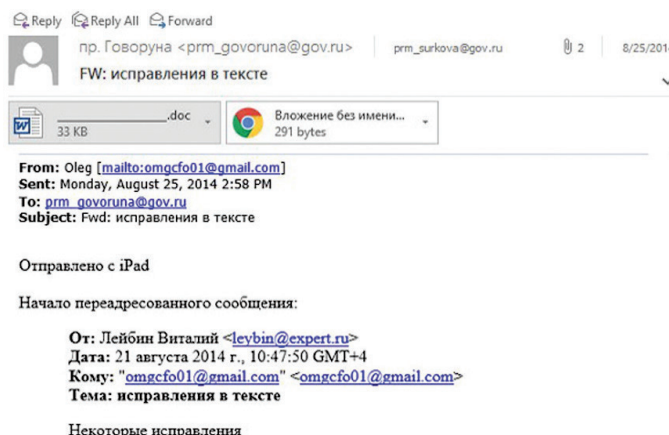 Reply Reply All Forward
пр. Говоруна <prm_govoruna@gov.ru> prm_surkova@gov.ru 2 8/25/2014
FW: исправления в тексте
.doc Вложение без имени...
33 KB 291 bytes
From: Oleg [mailto:omgcfo01@gmail.com]
Sent: Monday, August 25, 2014 2:58 PM
To: prm_govoruna@gov.ru
Subject: Fwd: исправления в тексте
Отправлено с iPad
Начало переадресованного сообщения:
От: Лейбин Виталий <leybin@expert.ru>
Дата: 21 августа 2014 г., 10:47:50 GMT+4
Кому: "omgcfo01@gmail.com" <omgcfo01@gmail.com>
Тема: исправления в тексте
Некоторые исправления